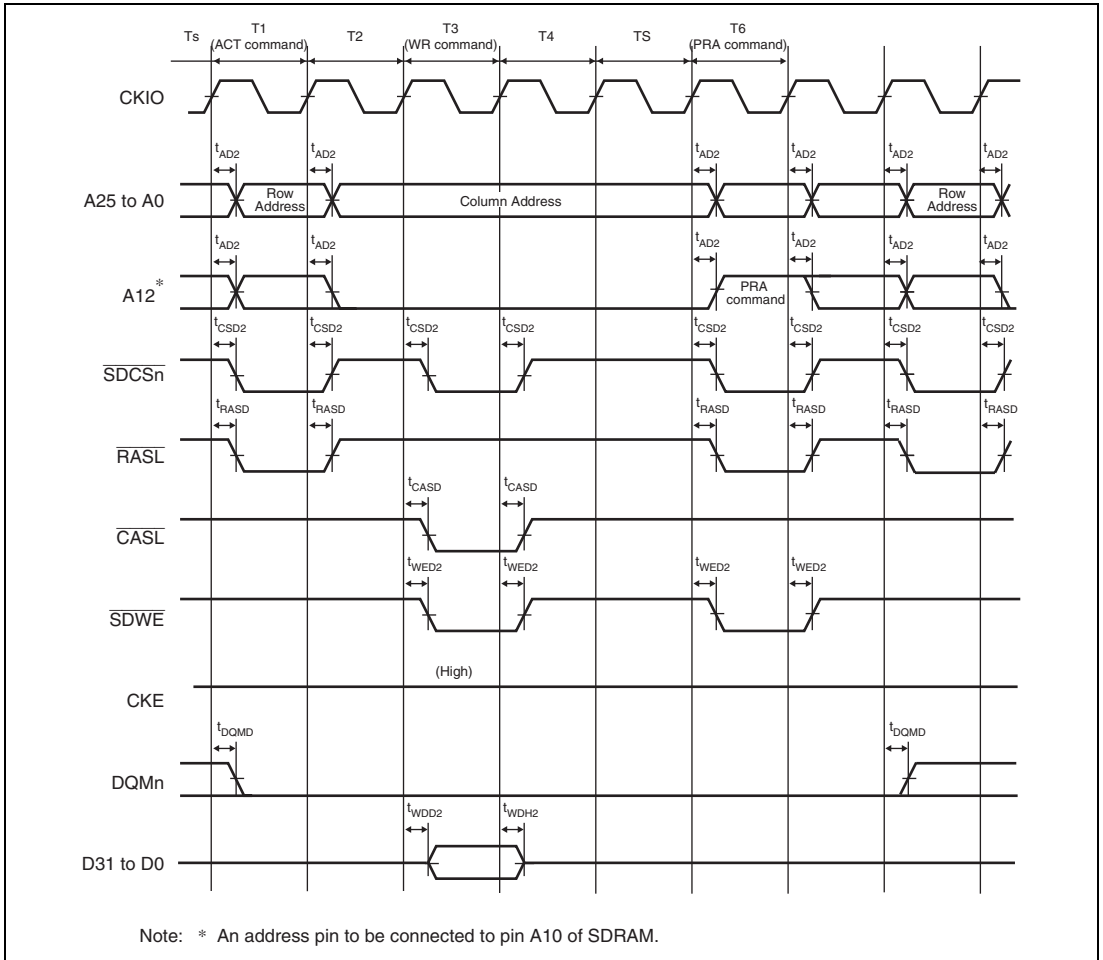 Ts T1 T2 T3 T4 TS T6
(ACT command) (WR command) (PRA command)
CKIO
tAD2 tAD2 tAD2 tAD2 tAD2 tAD2
A25 to A0 Row Address Column Address Row Address
tAD2 tAD2 tAD2 tAD2 tAD2 tAD2
A12* PRA command
tCSD2 tCSD2 tCSD2 tCSD2 tCSD2 tCSD2 tCSD2 tCSD2
SDCSn
tRASD tRASD tRASD tRASD tRASD tRASD
RASL
tCASD tCASD
CASL
tWED2 tWED2 tWED2 tWED2
SDWE
(High)
CKE
tDQMD tDQMD
DQMn
tWDD2 tWDH2
D31 to D0
Note: * An address pin to be connected to pin A10 of SDRAM.